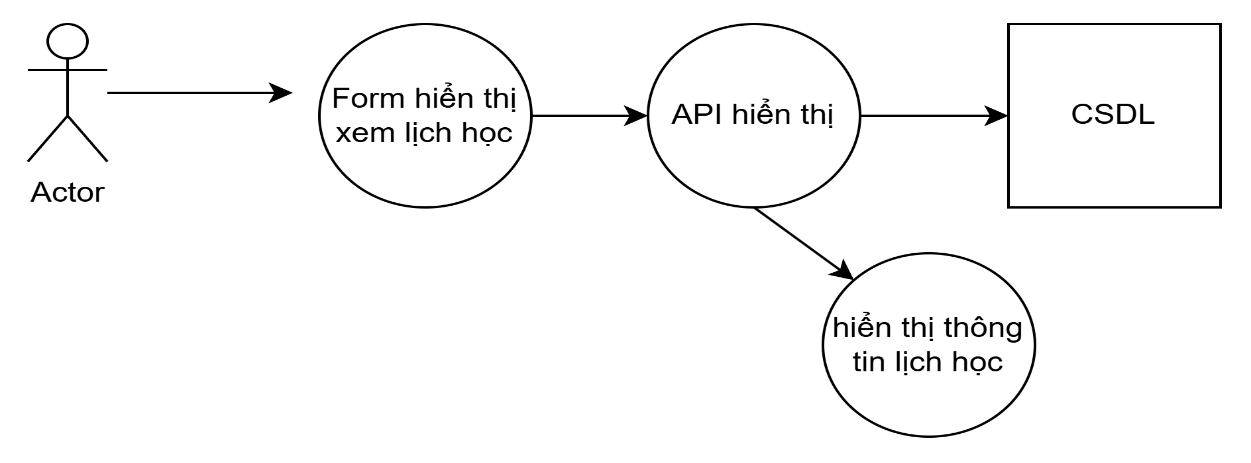 Form hiển thị
xem lịch học
API hiển thị
CSDL
Actor
hiển thị thông
tin lịch học